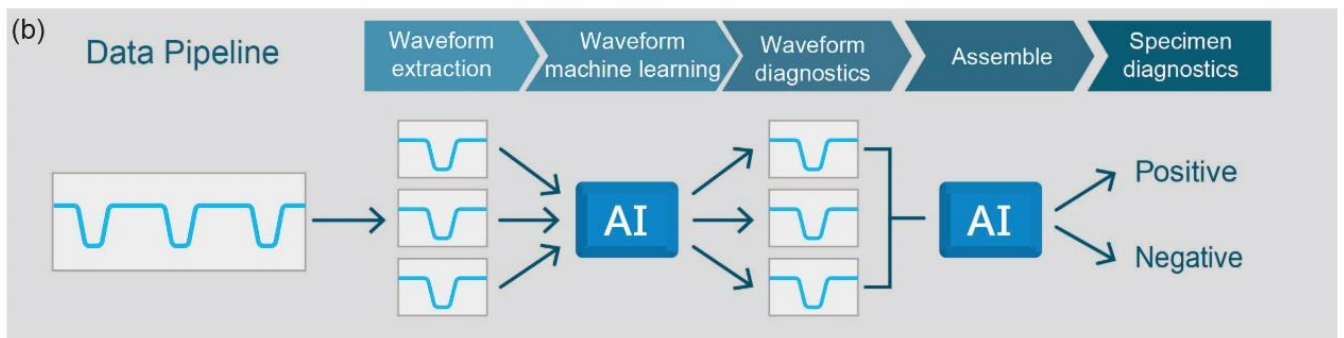 (b)
Data Pipeline
Waveform
extraction
Waveform
machine learning
Waveform
diagnostics
Assemble
Specimen
diagnostics
AI
AI
Positive
Negative